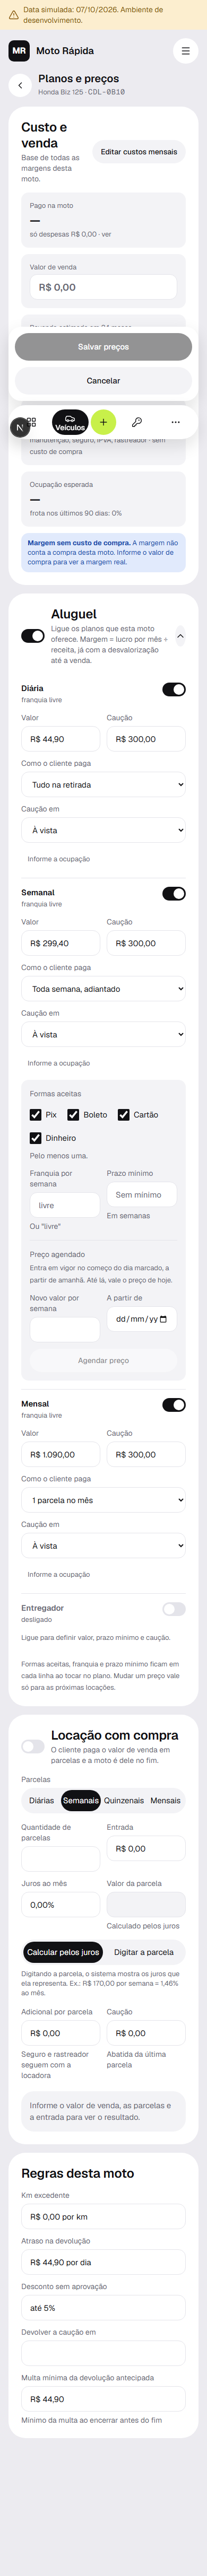 Data simulada: 07/10/2026. Ambiente de
desenvolvimento.
MR Moto Rápida
Planos e preços
Honda Biz 125 · CDL-0B10
Custo e
venda
Base de todas as
margens desta
moto.
Editar custos mensais
Pago na moto
—
só despesas R$ 0,00 · ver
Valor de venda
R$ 0,00
Salvar preços
Cancelar
N
Veículos
manutenção, seguro, IPVA, rastreador · sem
custo de compra
Ocupação esperada
—
frota nos últimos 90 dias: 0%
Margem sem custo de compra. A margem não
conta a compra desta moto. Informe o valor de
compra para ver a margem real.
Aluguel
Ligue os planos que esta moto
oferece. Margem = lucro por mês ÷
receita, já com a desvalorização
até a venda.
Diária
franquia livre
Valor Caução
R$ 44,90 R$ 300,00
Como o cliente paga
Tudo na retirada
Caução em
À vista
Informe a ocupação
Semanal
franquia livre
Valor Caução
R$ 299,40 R$ 300,00
Como o cliente paga
Toda semana, adiantado
Caução em
À vista
Informe a ocupação
Formas aceitas
Pix Boleto Cartão
Dinheiro
Pelo menos uma.
Franquia por
semana
Prazo mínimo
livre Sem mínimo
Ou "livre"
Em semanas
Preço agendado
Entra em vigor no começo do dia marcado, a
partir de amanhã. Até lá, vale o preço de hoje.
Novo valor por
semana
A partir de
dd/mm/yy
Agendar preço
Mensal
franquia livre
Valor Caução
R$ 1.090,00 R$ 300,00
Como o cliente paga
1 parcela no mês
Caução em
À vista
Informe a ocupação
Entregador
desligado
Ligue para definir valor, prazo mínimo e caução.
Formas aceitas, franquia e prazo mínimo ficam em
cada linha ao tocar no plano. Mudar um preço vale
só para as próximas locações.
Locação com compra
O cliente paga o valor de venda em
parcelas e a moto é dele no fim.
Parcelas
Diárias Semanais Quinzenais Mensais
Quantidade de
parcelas
Entrada
R$ 0,00
Juros ao mês Valor da parcela
0,00%
Calculado pelos juros
Calcular pelos juros Digitar a parcela
Digitando a parcela, o sistema mostra os juros que
ela representa. Ex.: R$ 170,00 por semana = 1,46%
ao mês.
Adicional por parcela Caução
R$ 0,00 R$ 0,00
Seguro e rastreador
seguem com a
locadora
Abatida da última
parcela
Informe o valor de venda, as parcelas e
a entrada para ver o resultado.
Regras desta moto
Km excedente
R$ 0,00 por km
Atraso na devolução
R$ 44,90 por dia
Desconto sem aprovação
até 5%
Devolver a caução em
Multa mínima da devolução antecipada
R$ 44,90
Mínimo da multa ao encerrar antes do fim